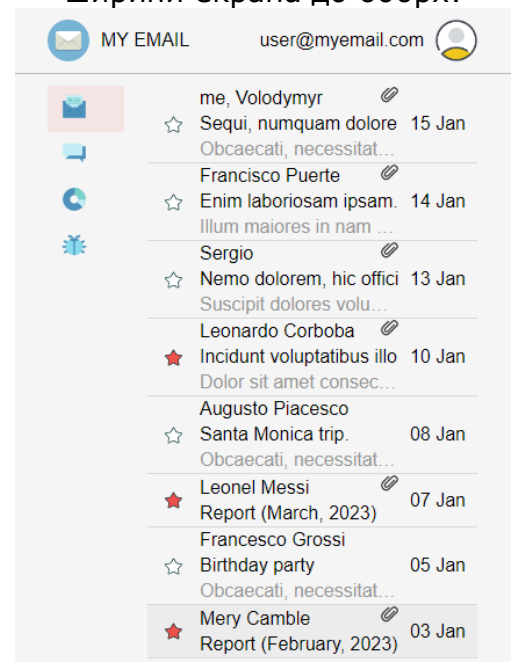 ширини екрана до
MY EMAIL user@myemail.com
me, Volodymyr
Sequi, numquam dolore 15 Jan
Obcaecati, necessitat...
Francisco Puerte
Enim laboriosam ipsam. 14 Jan
Illum maiores in nam ...
Sergio
Nemo dolorem, hic offici 13 Jan
Suscipit dolores volu...
Leonardo Corboba
Incidunt voluptatibus illo 10 Jan
Dolor sit amet consec...
Augusto Piacesco
Santa Monica trip. 08 Jan
Obcaecati, necessitat...
Leonel Messi
07 Jan
Report (March, 2023)
Francesco Grossi
Birthday party 05 Jan
Obcaecati, necessitat...
Mery Camble
03 Jan
Report (February, 2023)